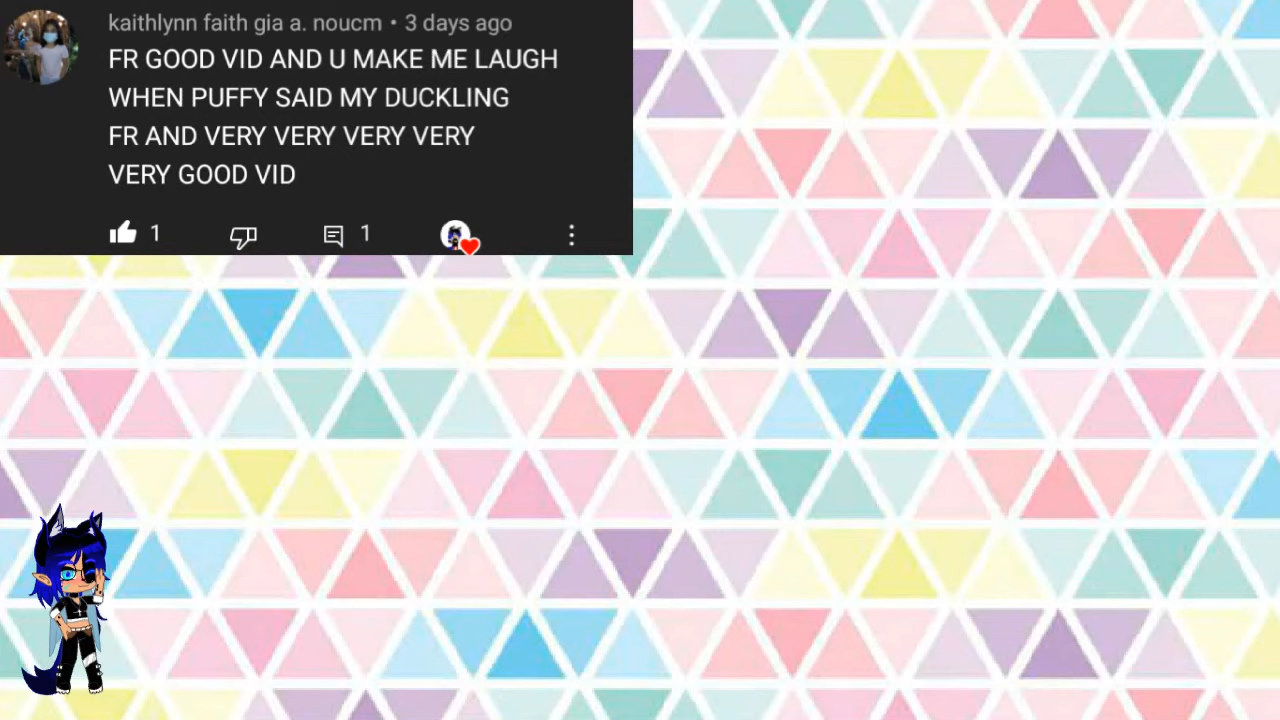 kaithlynn faith gia a. noucm • 3 days ago
FR GOOD VID AND U MAKE ME LAUGH
WHEN PUFFY SAID MY DUCKLING
FR AND VERY VERY VERY VERY
VERY GOOD VID
1 1